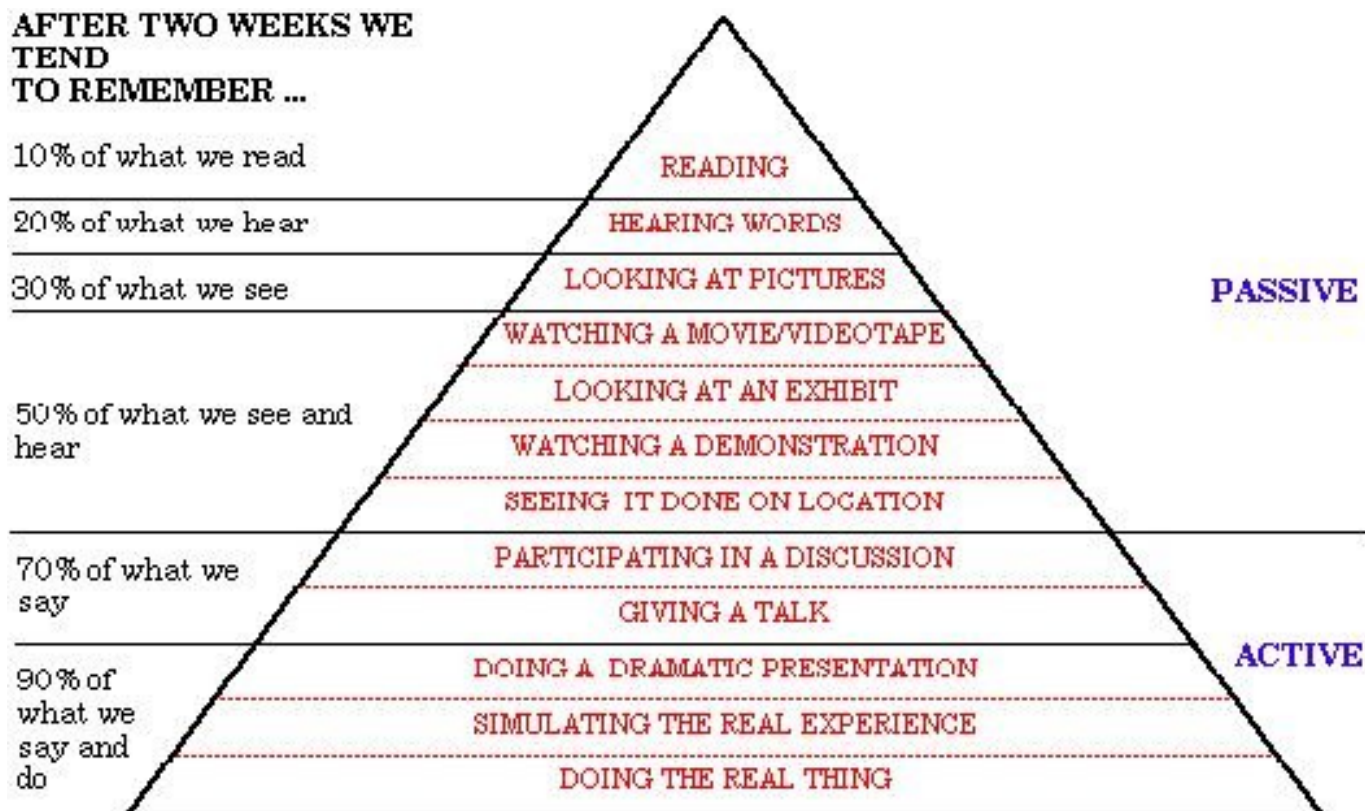 AFTER TWO WEEKS WE
TEND
TO REMEMBER ...
10% of what we read
READING
20% of what we hear
HEARING WORDS
30% of what we see
LOOKING AT PICTURES
PASSIVE
50% of what we see and
hear
WATCHING A MOVIE/VIDEOTAPE
LOOKING AT AN EXHIBIT
WATCHING A DEMONSTRATION
SEEING IT DONE ON LOCATION
70% of what we
say
PARTICIPATING IN A DISCUSSION
GIVING A TALK
ACTIVE
90% of
what we
say and
do
DOING A DRAMATIC PRESENTATION
SIMULATING THE REAL EXPERIENCE
DOING THE REAL THING